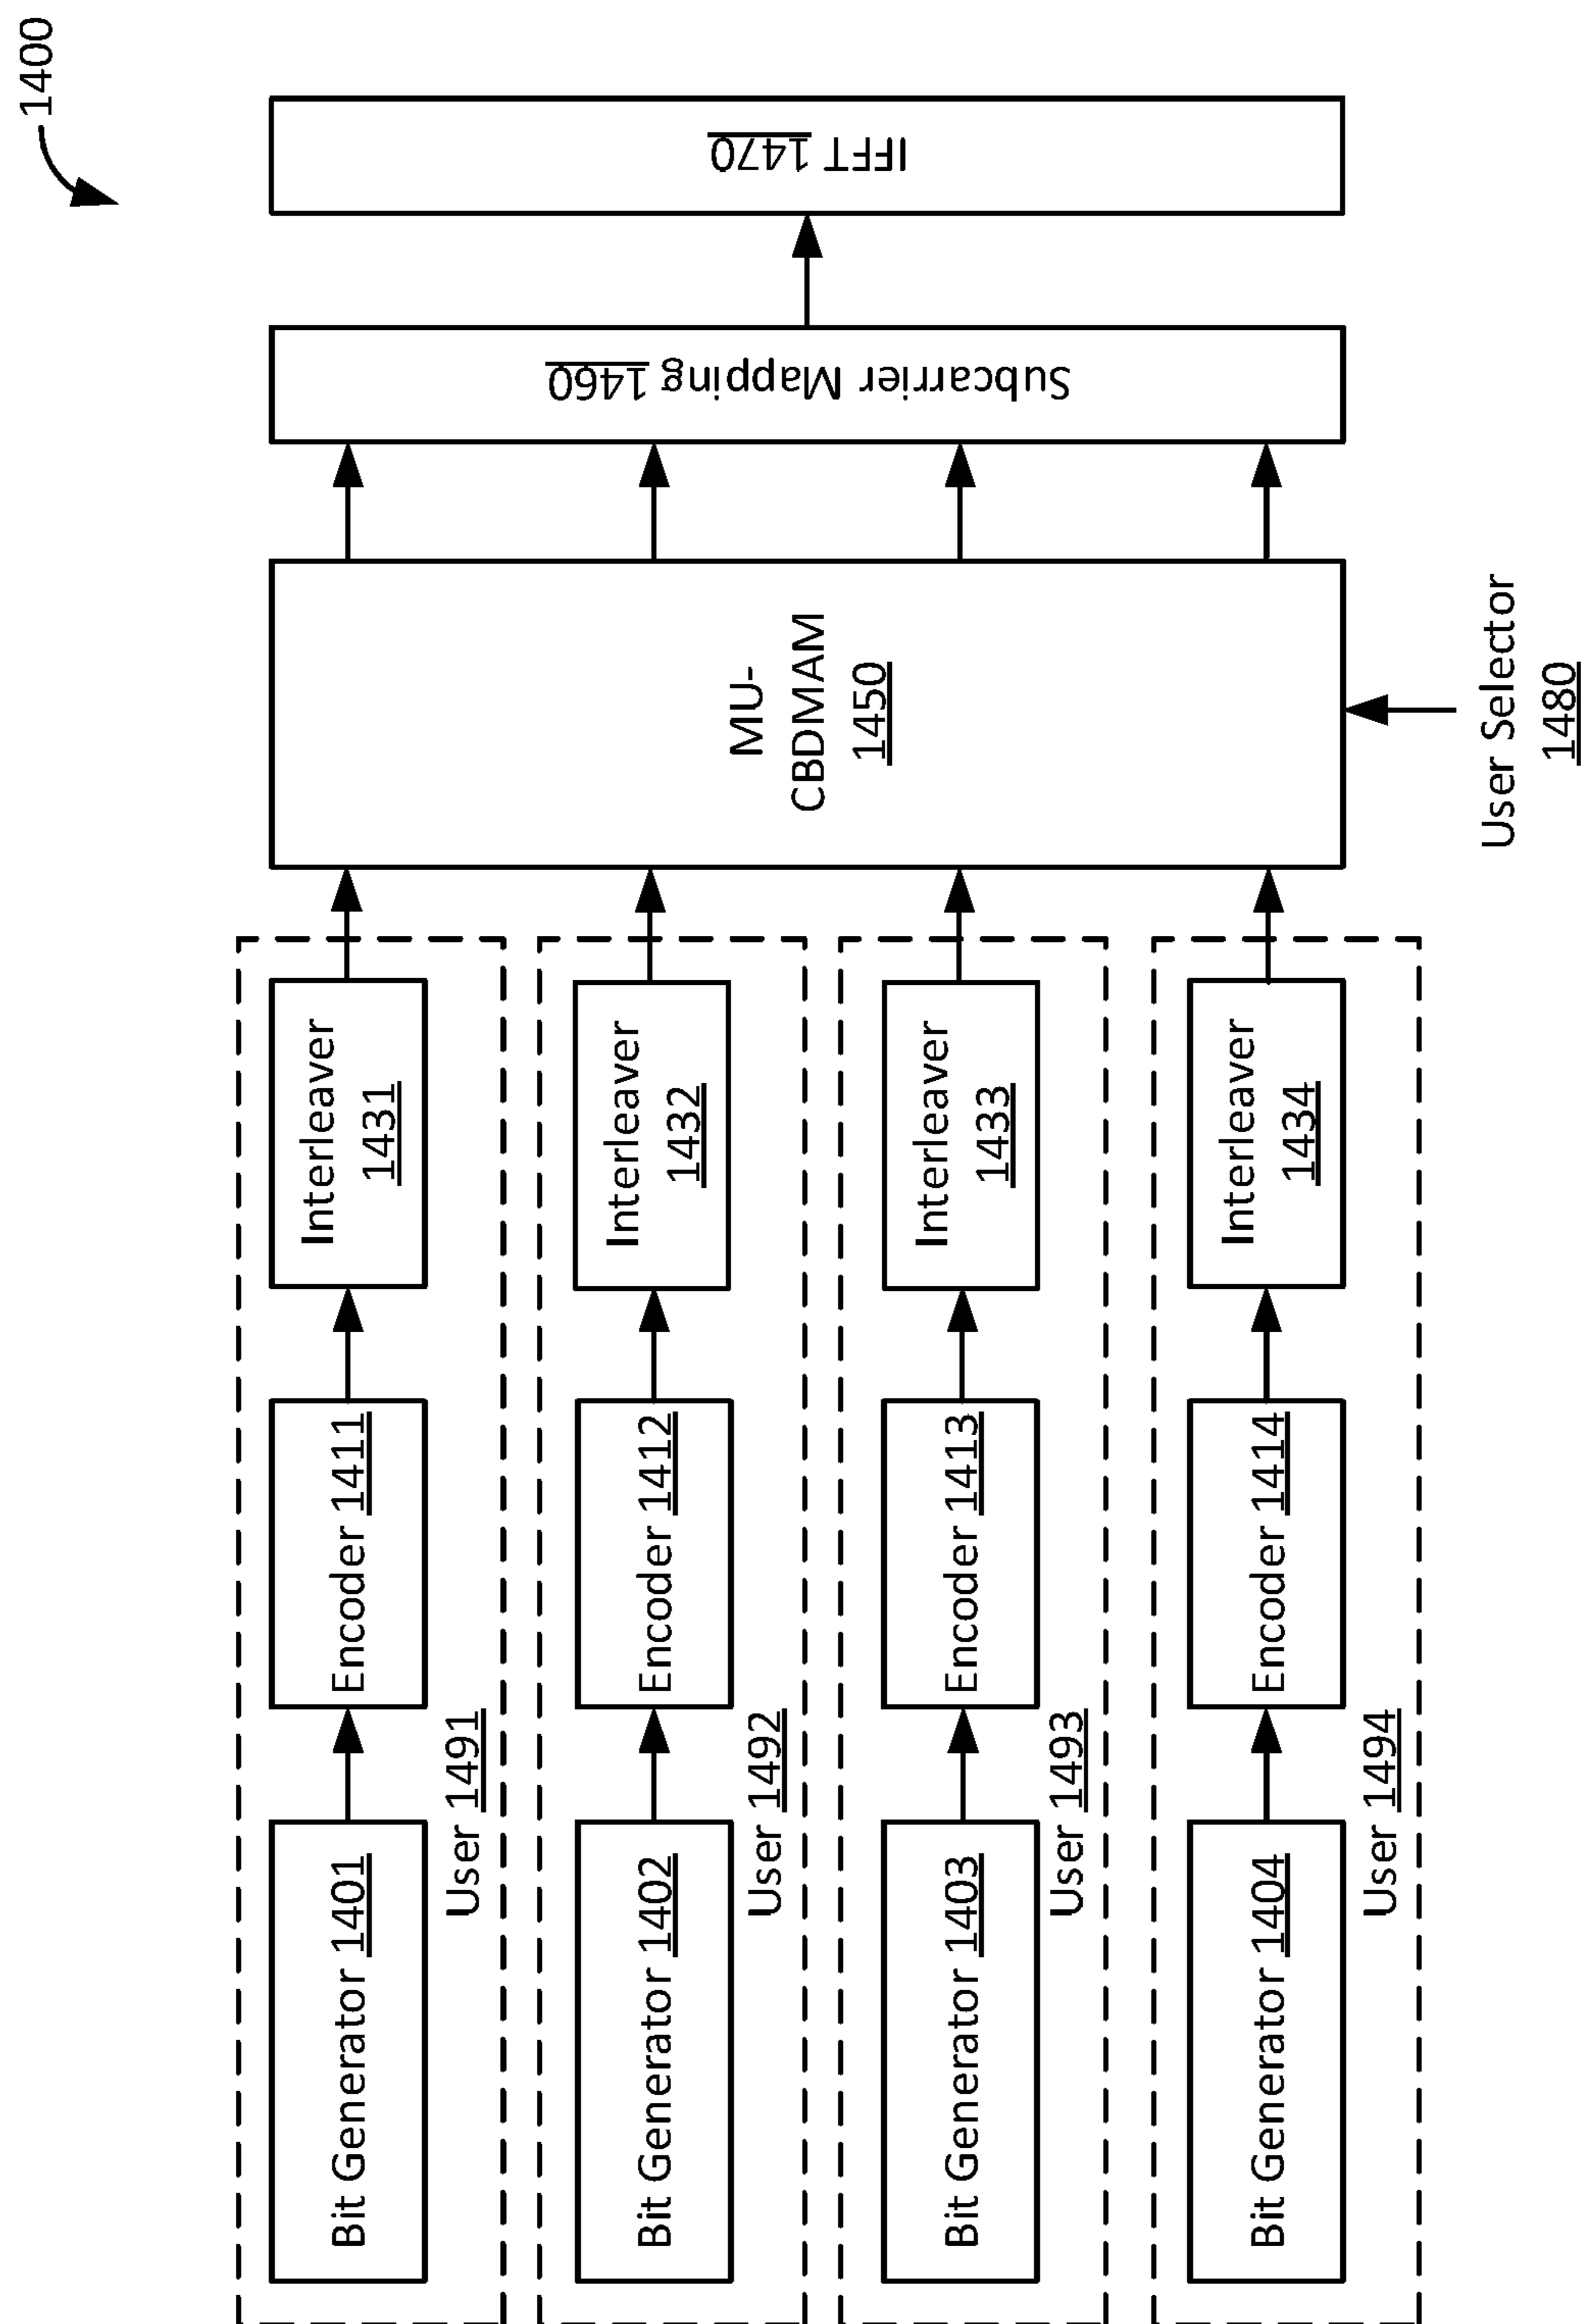 1400
Bit Generator 1401
Encoder 1411
Interleaver
1431
User 1491
Bit Generator 1402
Encoder 1412
Interleaver
1432
User 1492
Bit Generator 1403
Encoder 1413
Interleaver
1433
User 1493
Bit Generator 1404
Encoder 1414
Interleaver
1434
User 1494
MU-
CBDMAM
1450
User Selector
1480
Subcarrier Mapping 1460
IFFT 1470